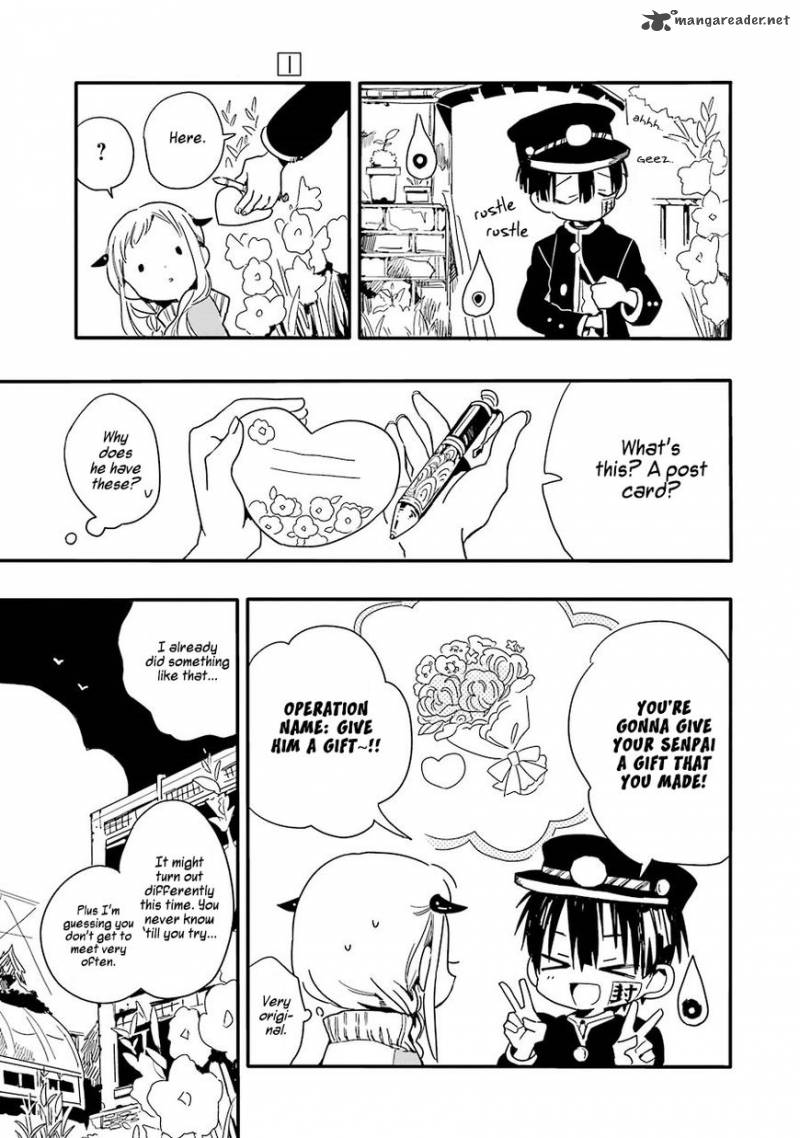 mangareader.net
ahhh..
Geez.
rustle
rustle
Here.
?
What's
this? A post
card?
Why
does
he have
these?
YOU'RE
GONNA GIVE
YOUR SENPAI
A GIFT THAT
YOU MADE!
OPERATION
NAME: GIVE
HIM A GIFT~!!
封
Very
origi-
nal.
I already
did something
like that...
It might
turn out
differently
this time. You
never know
'till you try...
Plus I'm
guessing you
don't get to
meet very
often.